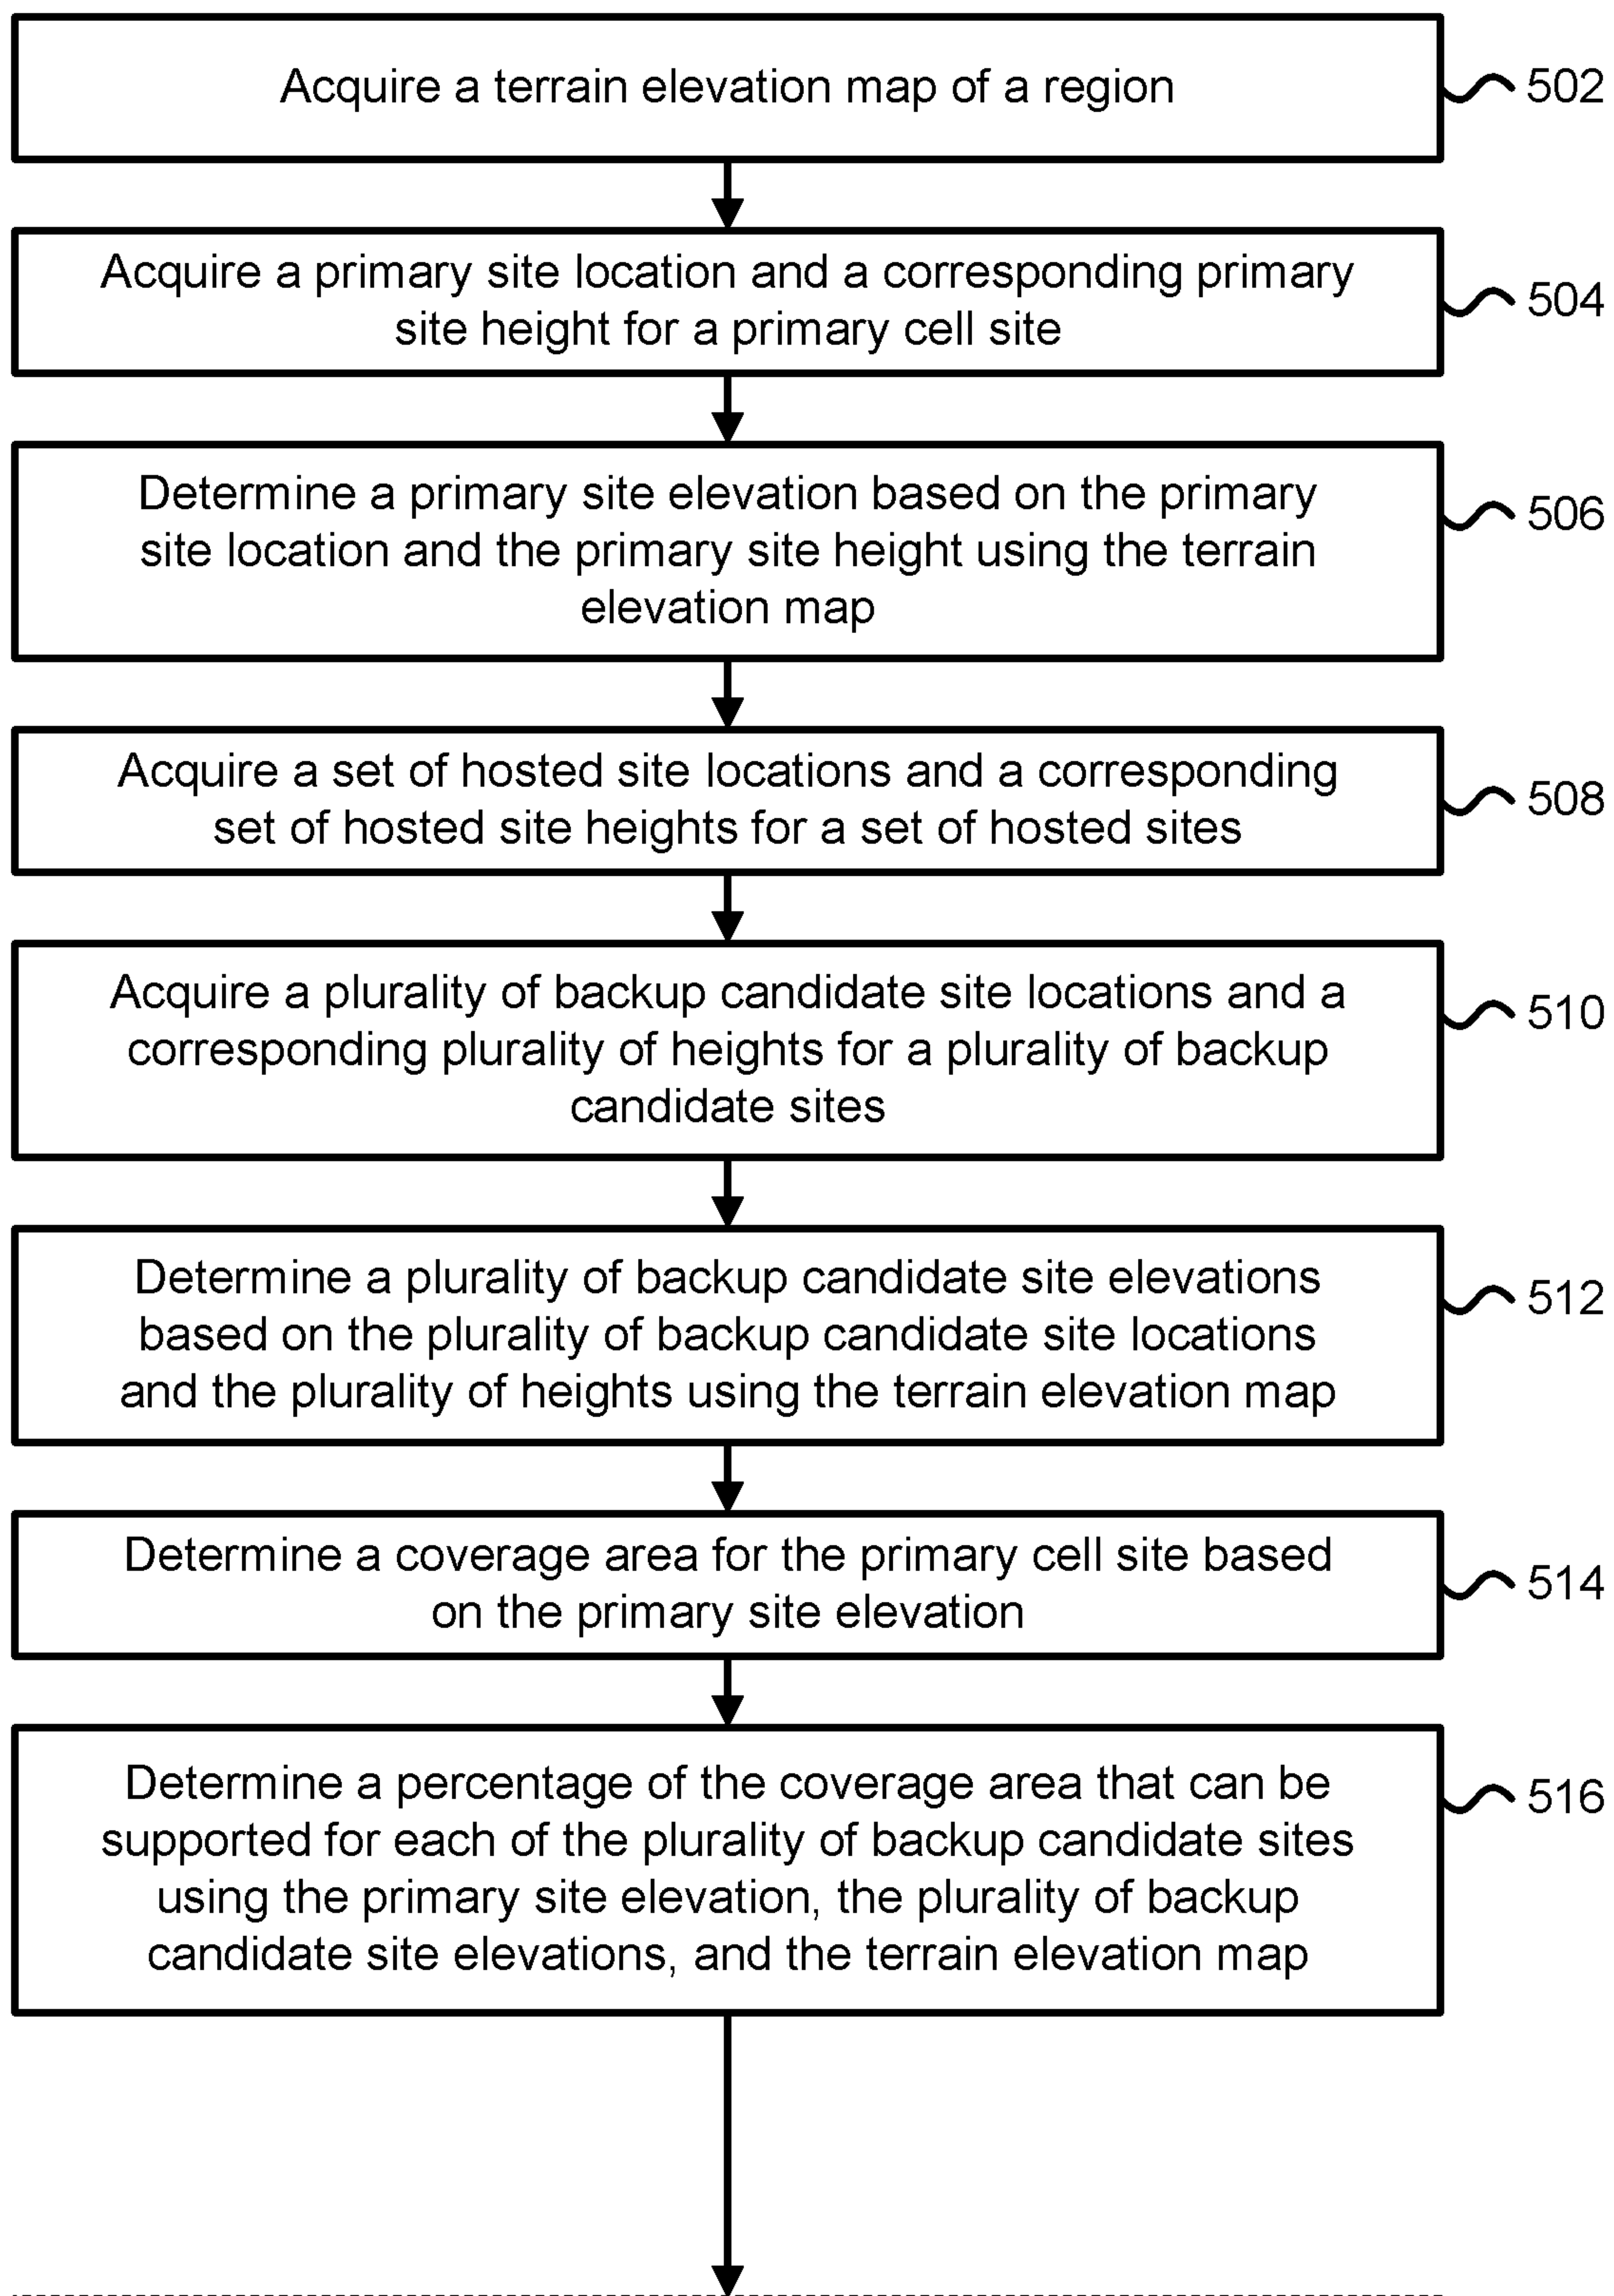 Acquire a terrain elevation map of a region
502
Acquire a primary site location and a corresponding primary
site height for a primary cell site
504
Determine a primary site elevation based on the primary
site location and the primary site height using the terrain
elevation map
506
Acquire a set of hosted site locations and a corresponding
set of hosted site heights for a set of hosted sites
508
Acquire a plurality of backup candidate site locations and a
corresponding plurality of heights for a plurality of backup
candidate sites
510
Determine a plurality of backup candidate site elevations
based on the plurality of backup candidate site locations
and the plurality of heights using the terrain elevation map
512
Determine a coverage area for the primary cell site based
on the primary site elevation
514
Determine a percentage of the coverage area that can be
supported for each of the plurality of backup candidate sites
using the primary site elevation, the plurality of backup
candidate site elevations, and the terrain elevation map
516